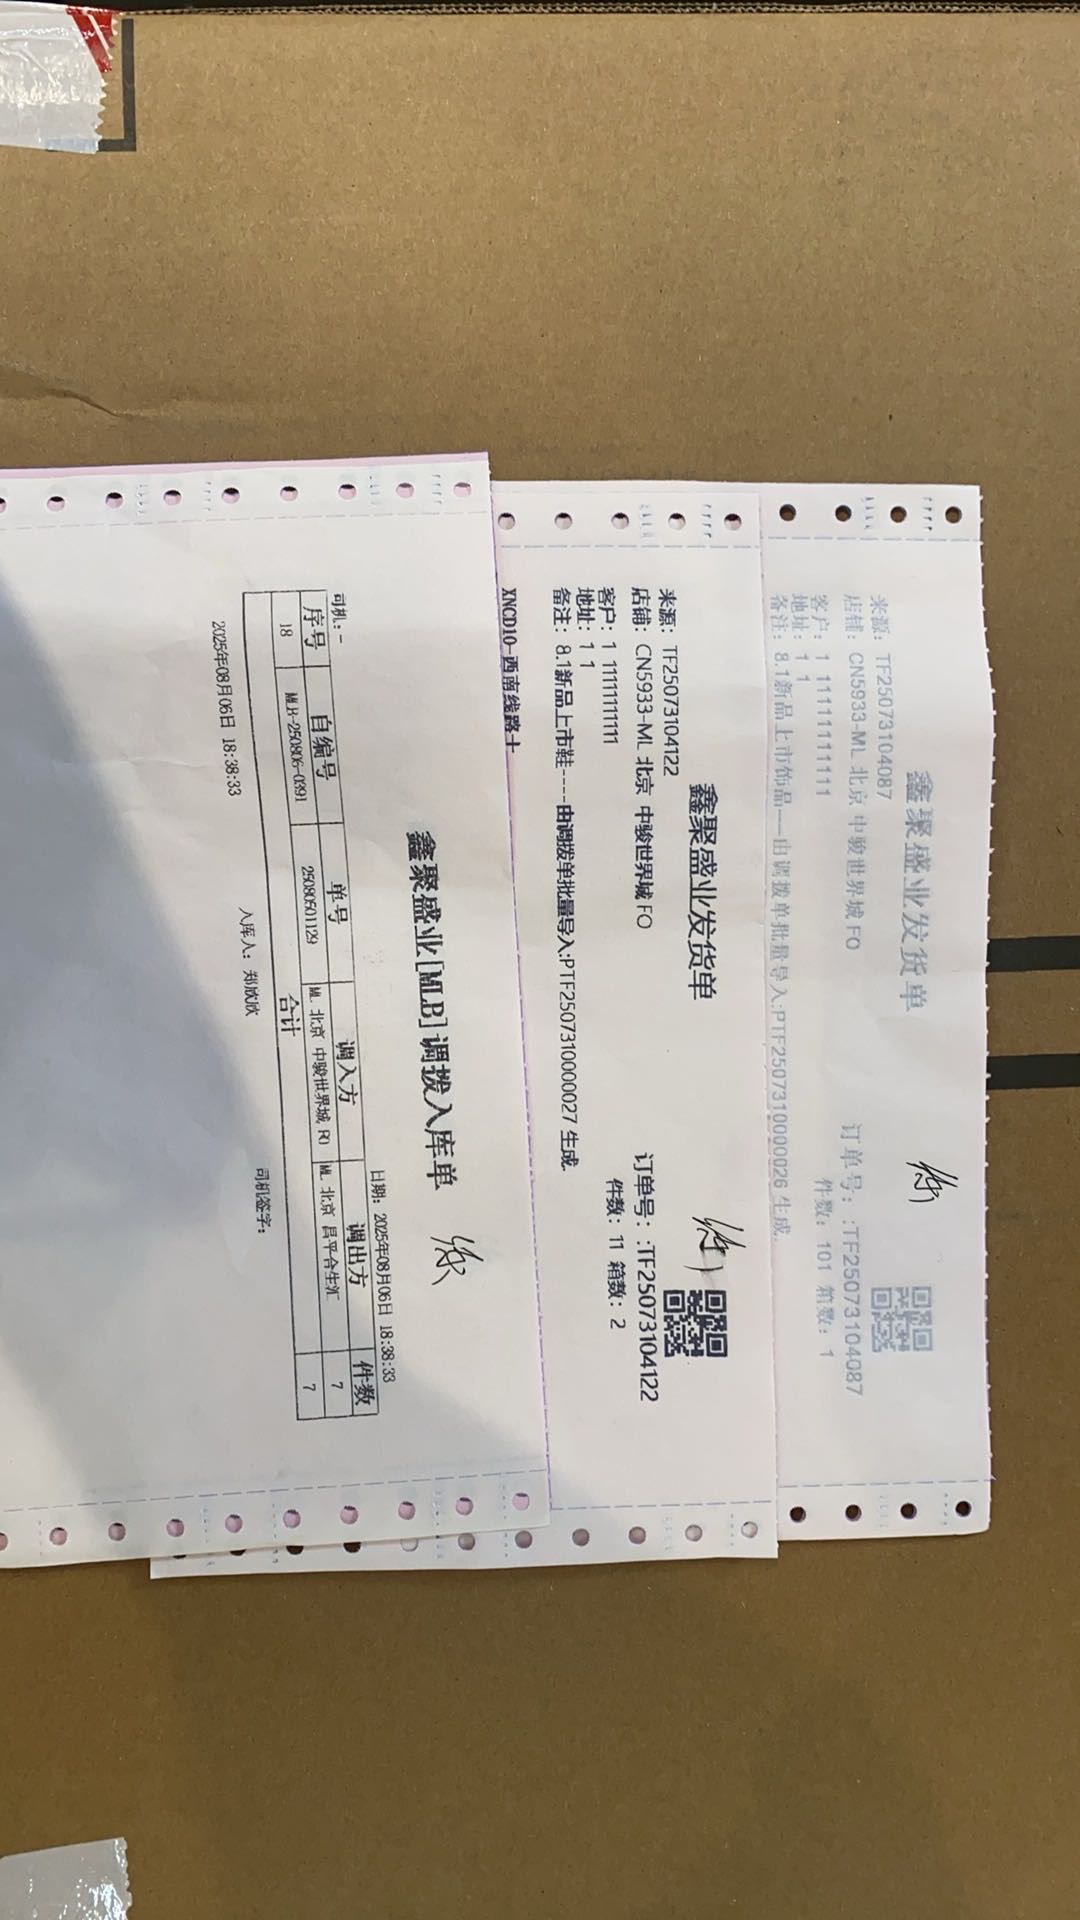 鑫聚盛业发货单
来源：TF25073104087
订单号：:TF25073104087
店铺：CN5933-ML 北京 中骏世界城 FO
件数：101 箱数：1
客户：1 11111111111
地址：1 1
备注：8.1新品上市饰品---由调拨单批量导入:PTF2507310000026 生成.
鑫聚盛业发货单
来源：TF25073104122
订单号：:TF25073104122
店铺：CN5933-ML 北京 中骏世界城 FO
件数：11 箱数：2
客户：1 11111111111
地址：1 1
备注：8.1新品上市鞋----由调拨单批量导入:PTF2507310000027 生成.
XNCD10-西南线路十
鑫聚盛业[MLB]调拨入库单
司机：-
日期：2025年08月06日 18:38:33
序号 自编号 单号 调入方 调出方 件数
18 MLB-250806-0391 25080501129 ML 北京 中骏世界城 FO ML 北京 昌平合生汇 7
合计 7
2025年08月06日 18:38:33 入库人：郑欣欣 司机签字：